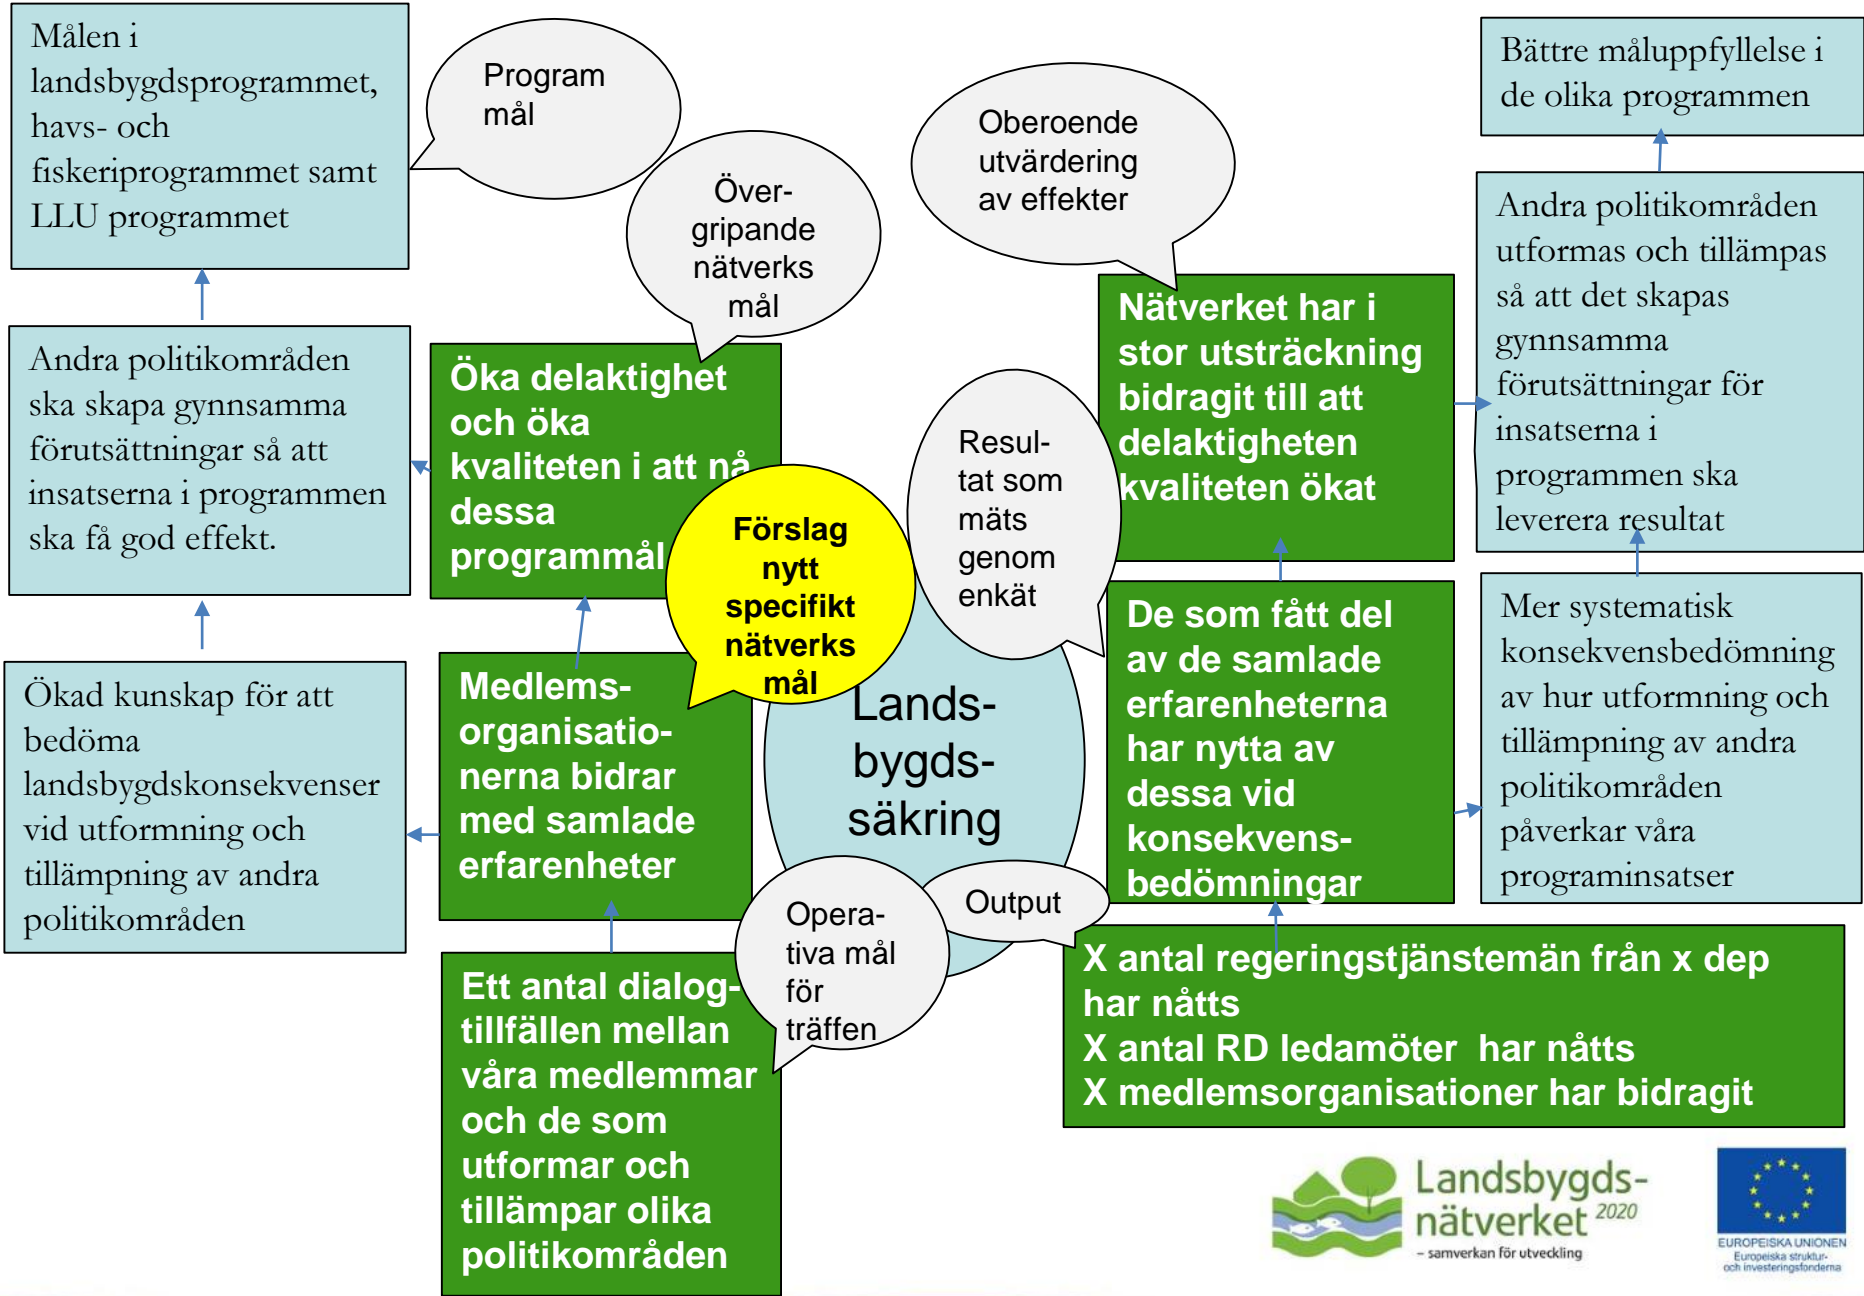 Målen i
landsbygdsprogrammet,
havs- och
fiskeriprogrammet samt
LLU programmet
Program
mål
Över-
gripande
nätverks
mål
Oberoende
utvärdering
av effekter
Bättre måluppfyllelse i
de olika programmen
Andra politikområden
ska skapa gynnsamma
förutsättningar så att
insatserna i programmen
ska få god effekt.
Öka delaktighet
och öka
kvaliteten i att nå
dessa
programmål
Förslag
nytt
specifikt
nätverks
mål
Resul-
tat som
mäts
genom
enkät
Nätverket har i
stor utsträckning
bidragit till att
delaktigheten
kvaliteten ökat
Andra politikområden
utformas och tillämpas
så att det skapas
gynnsamma
förutsättningar för
insatserna i
programmen ska
leverera resultat
Ökad kunskap för att
bedöma
landsbygdskonsekvenser
vid utformning och
tillämpning av andra
politikområden
Medlems-
organisatio-
nerna bidrar
med samlade
erfarenheter
Lands-
bygds-
säkring
De som fått del
av de samlade
erfarenheterna
har nytta av
dessa vid
konsekvens-
bedömningar
Mer systematisk
konsekvensbedömning
av hur utformning och
tillämpning av andra
politikområden
påverkar våra
programinsatser
Ett antal dialog-
tillfällen mellan
våra medlemmar
och de som
utformar och
tillämpar olika
politikområden
Opera-
tiva mål
för
träffen
Output
X antal regeringstjänstemän från x dep
har nåtts
X antal RD ledamöter har nåtts
X medlemsorganisationer har bidragit
Landsbygds-
nätverket 2020
– samverkan för utveckling
EUROPEISKA UNIONEN
Europeiska struktur-
och investeringsfonderna